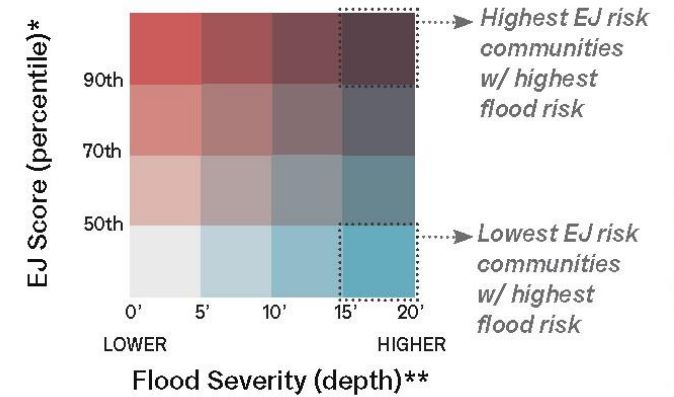 EJ Score (percentile)*
90th
70th
50th
0’ 5’ 10’ 15’ 20’
LOWER HIGHER
Flood Severity (depth)**
Highest EJ risk
communities
w/ highest
flood risk
Lowest EJ risk
communities
w/ highest
flood risk